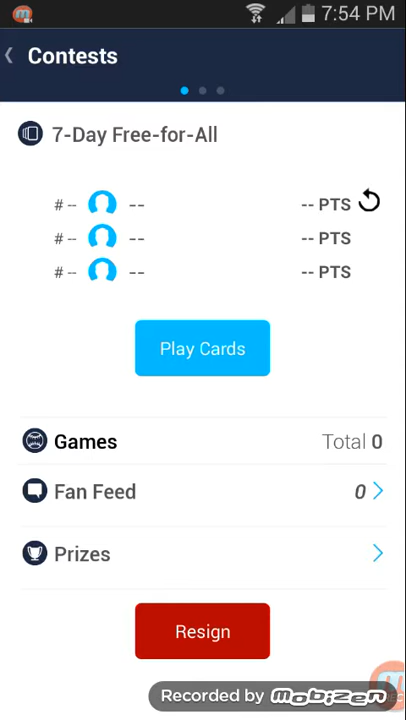 7:54 PM
Contests
7-Day Free-for-All
# -- -- -- PTS
# -- -- -- PTS
# -- -- -- PTS
Play Cards
Games Total 0
Fan Feed 0
Prizes
Resign
Recorded by mobizen